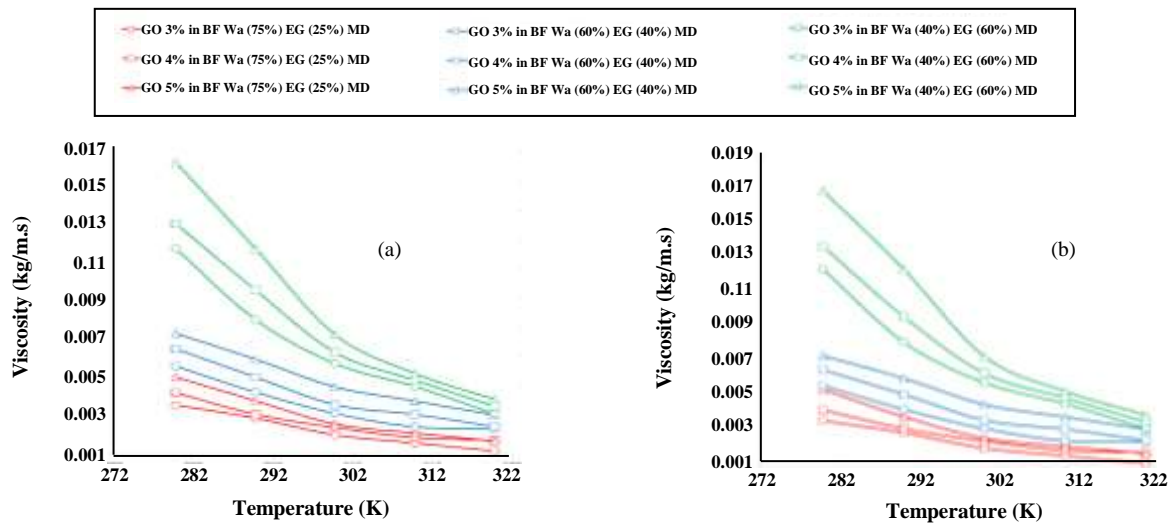 GO 3% in BF Wa (75%) EG (25%) MD
GO 3% in BF Wa (60%) EG (40%) MD
GO 3% in BF Wa (40%) EG (60%) MD
GO 4% in BF Wa (75%) EG (25%) MD
GO 4% in BF Wa (60%) EG (40%) MD
GO 4% in BF Wa (40%) EG (60%) MD
GO 5% in BF Wa (75%) EG (25%) MD
GO 5% in BF Wa (60%) EG (40%) MD
GO 5% in BF Wa (40%) EG (60%) MD
Viscosity (kg/m.s)
0.017
0.015
0.013
0.11
0.009
0.007
0.005
0.003
0.001
(a)
272
282
292
302
312
322
Temperature (K)
Viscosity (kg/m.s)
0.019
0.017
0.015
0.013
0.11
0.009
0.007
0.005
0.003
0.001
(b)
272
282
292
302
312
322
Temperature (K)